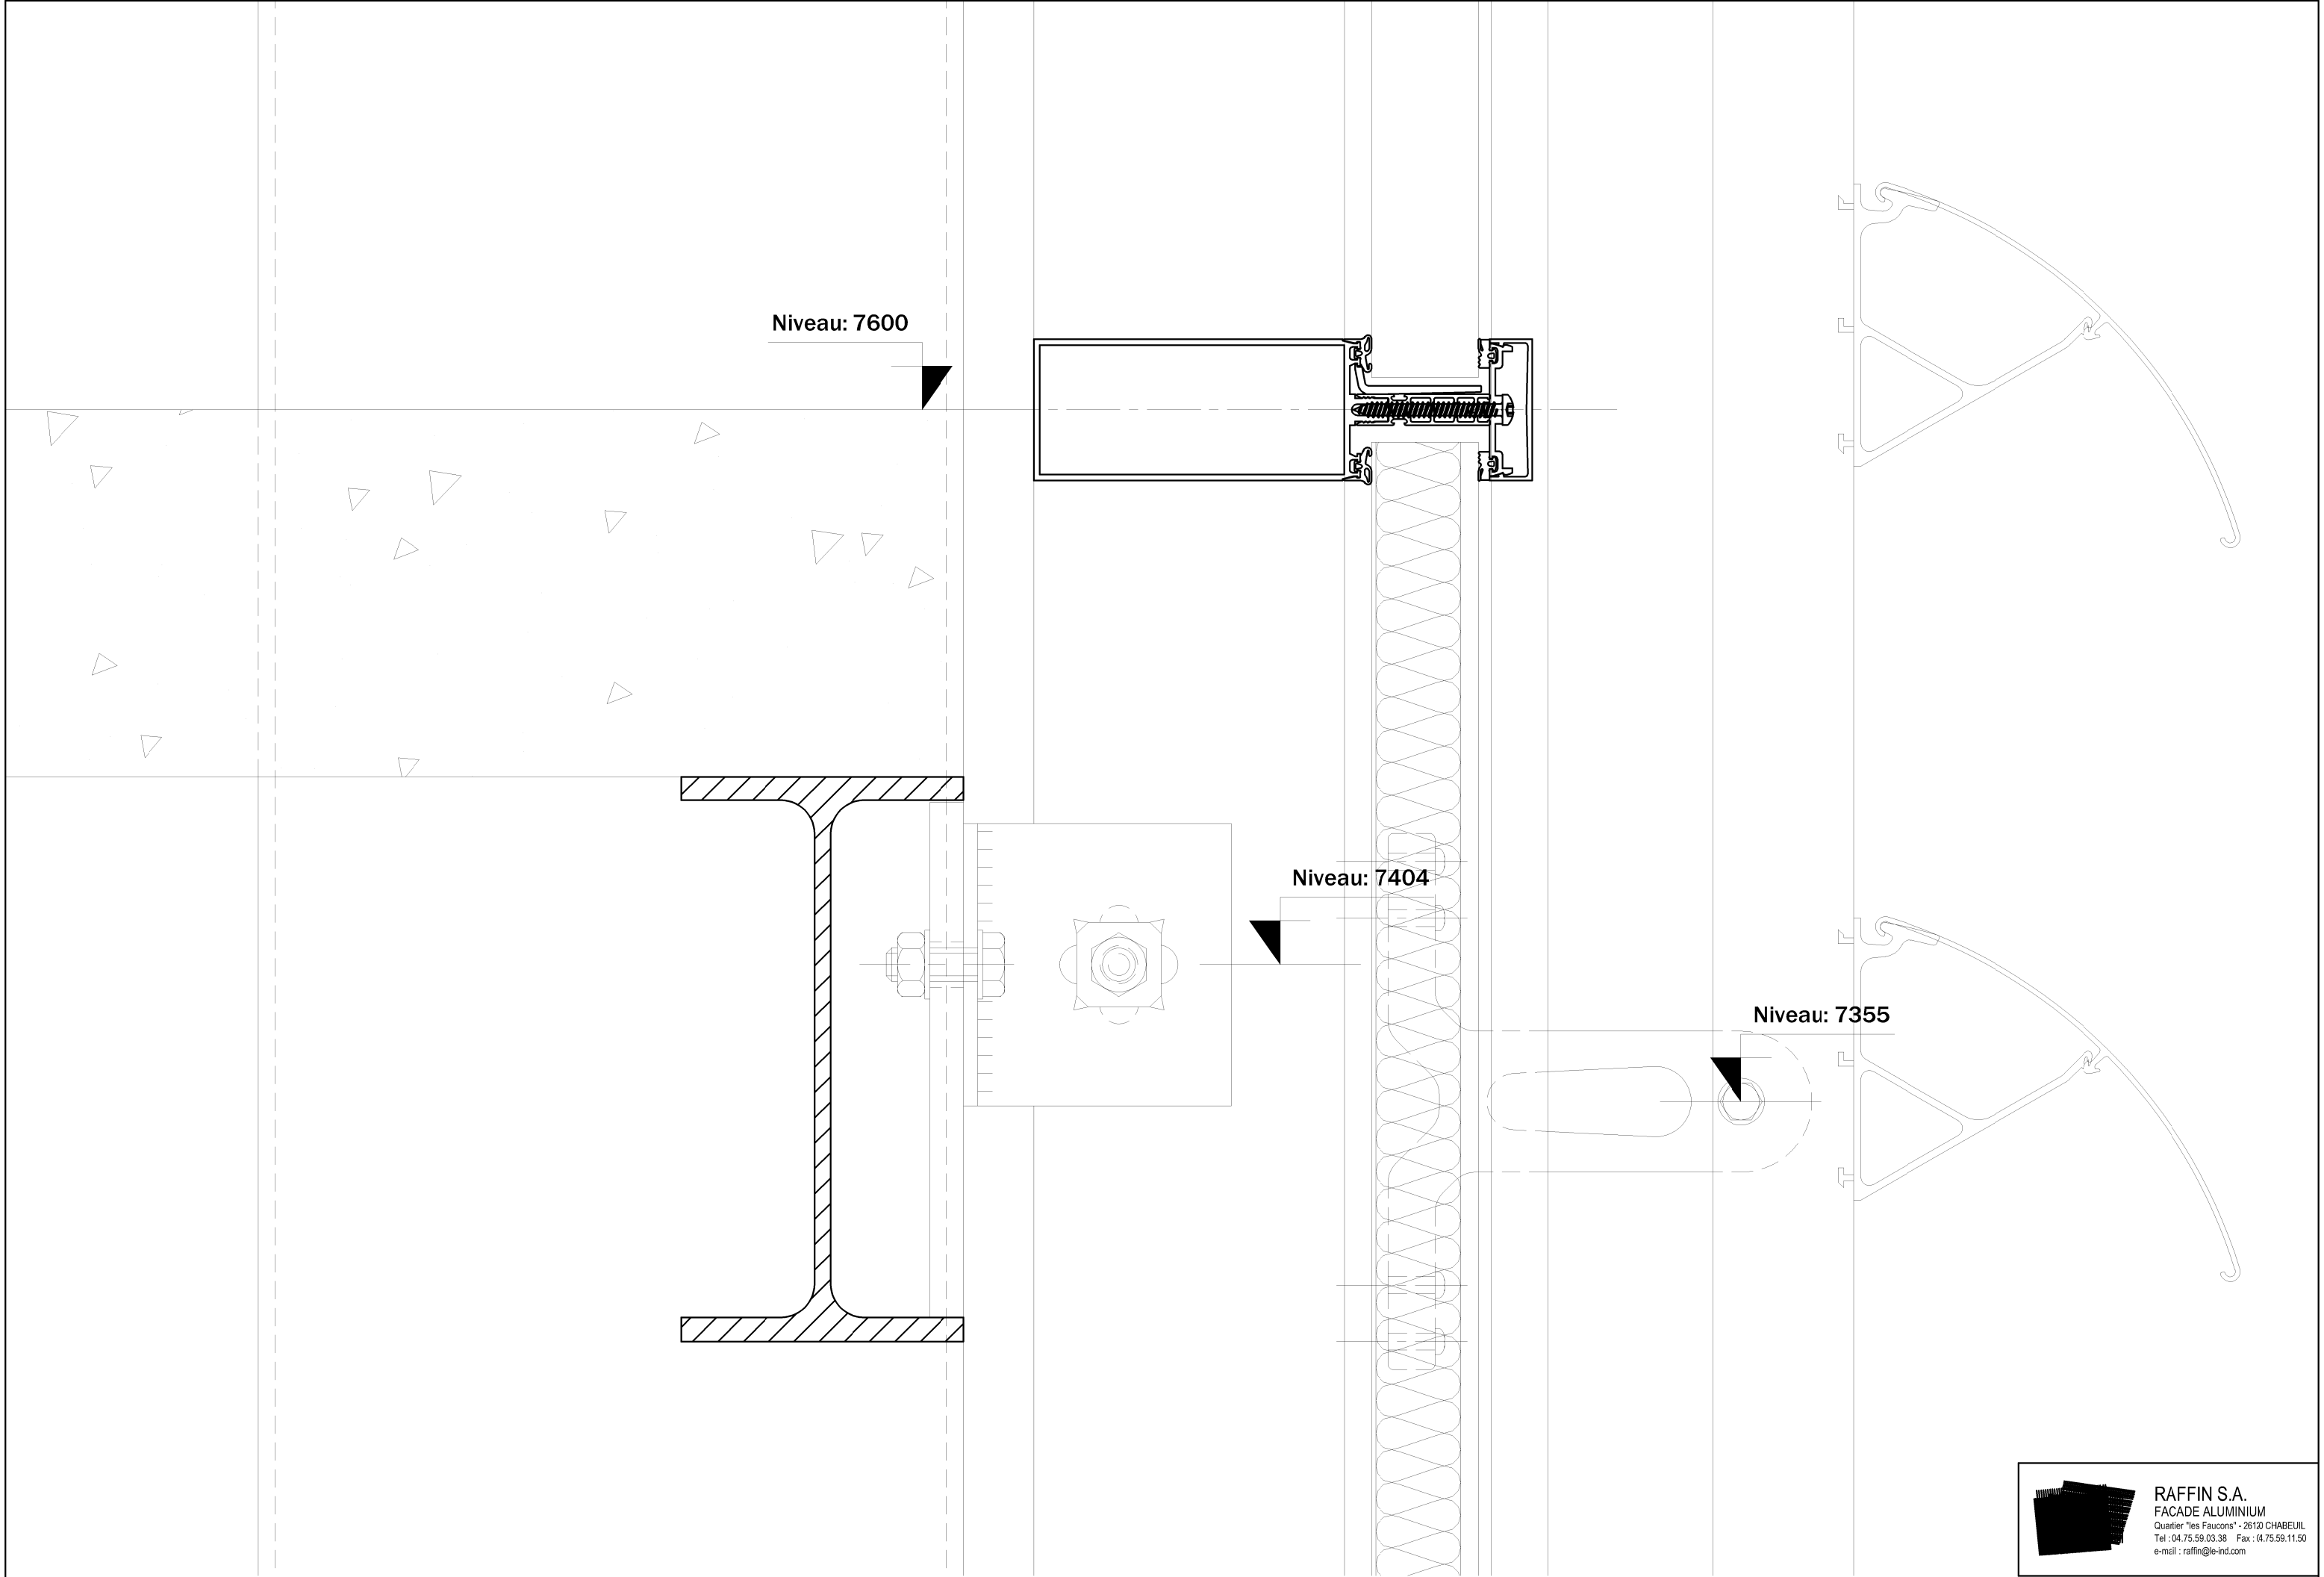 Niveau: 7600
Niveau: 7404
Niveau: 7355
RAFFIN S.A.
FACADE ALUMINIUM
Quartier "les Faucons" - 26120 CHABEUIL
Tel : 04.75.59.03.38 Fax : 04.75.59.11.50
e-mail : raffin@le-ind.com